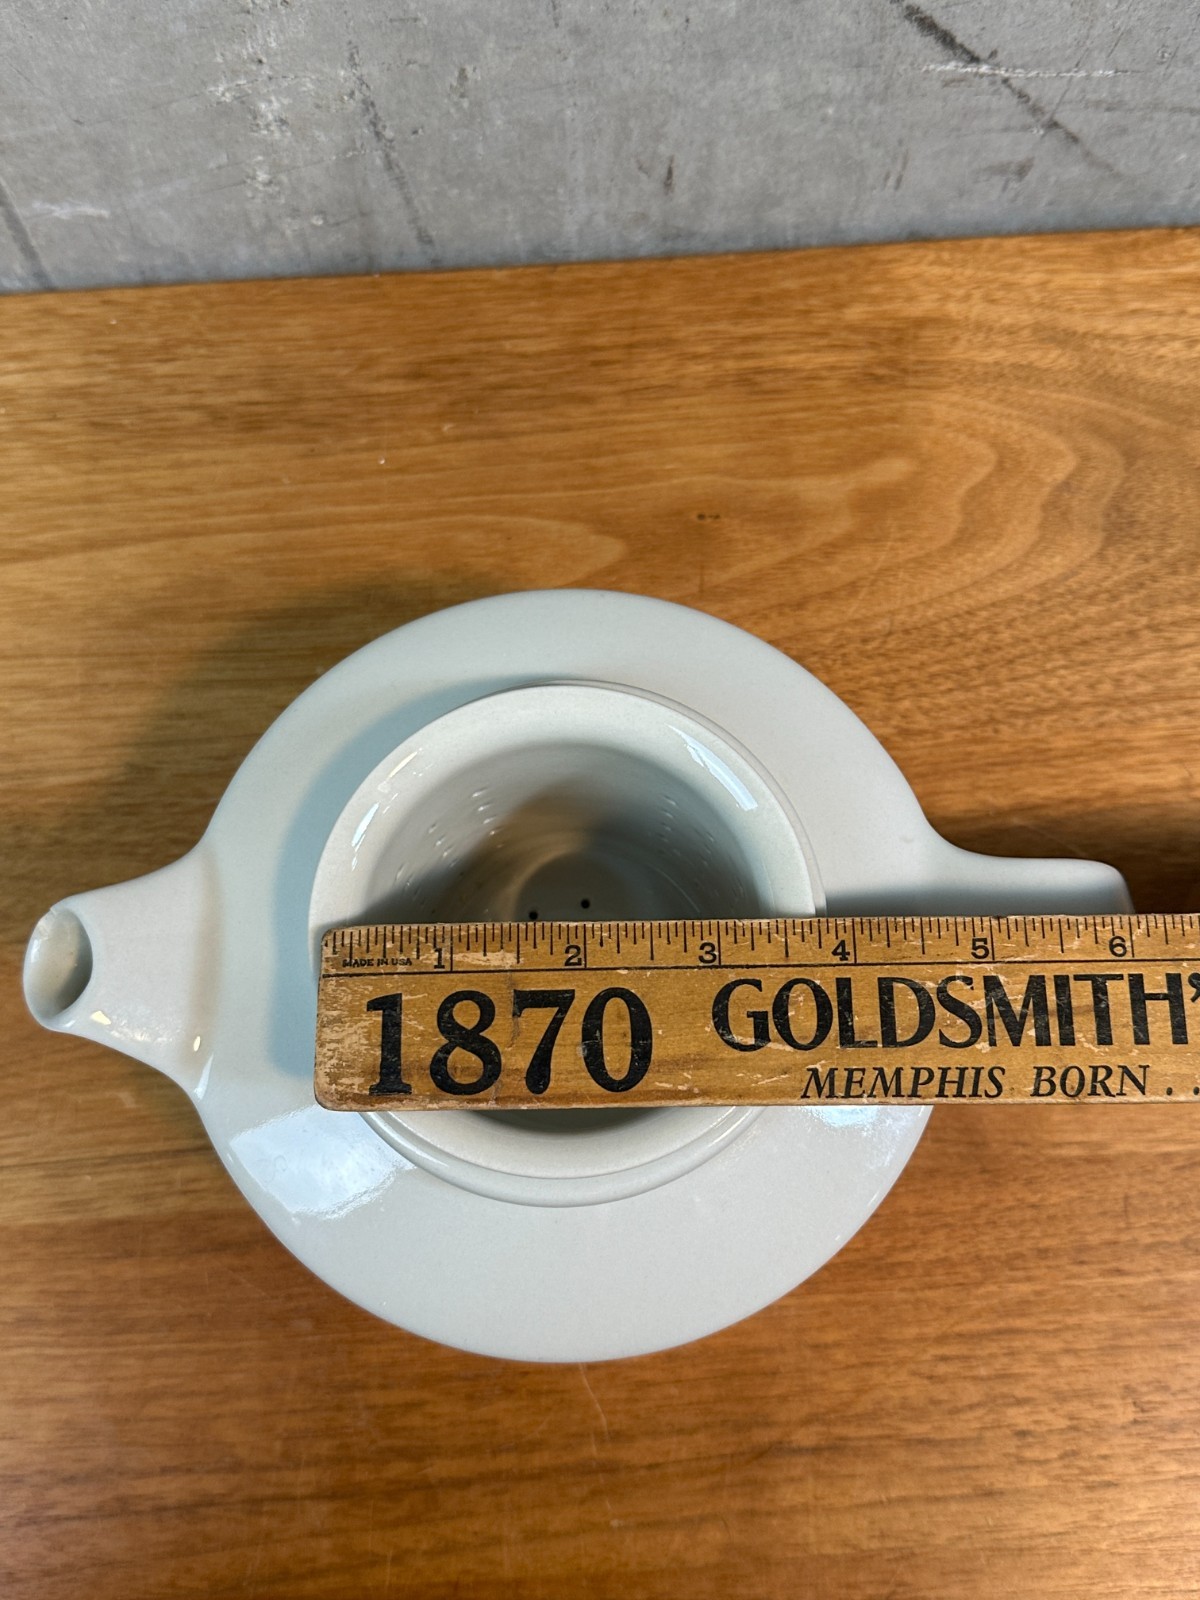 1 2 3 4 5 6
MADE IN USA
1870 GOLDSMITH'
MEMPHIS BORN . .